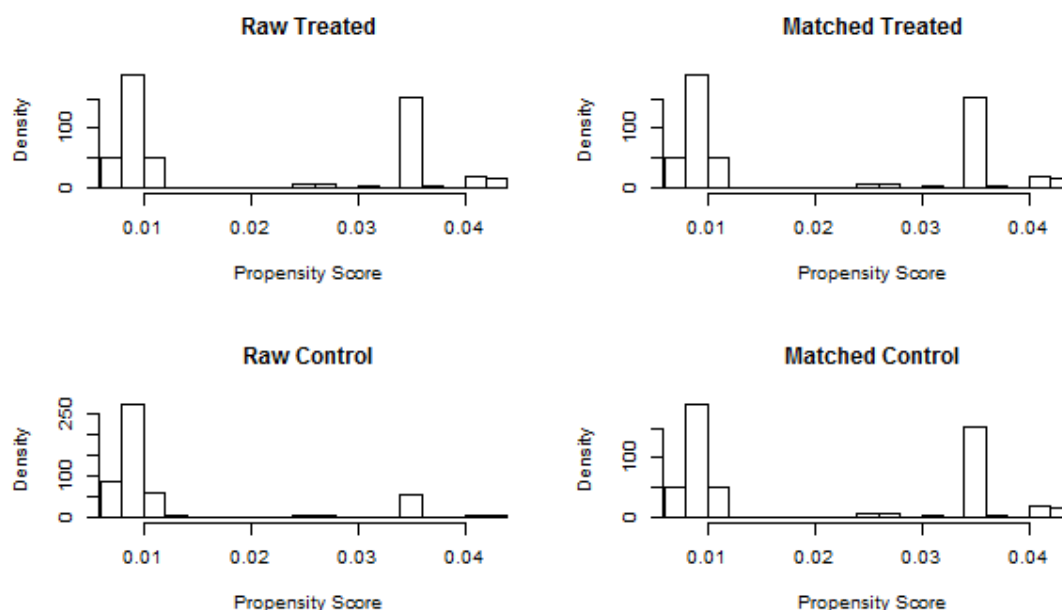 Raw Treated
Density
0
100
0.01 0.02 0.03 0.04
Propensity Score
Matched Treated
Density
0
100
0.01 0.02 0.03 0.04
Propensity Score
Raw Control
Density
0
100
250
0.01 0.02 0.03 0.04
Propensity Score
Matched Control
Density
0
100
0.01 0.02 0.03 0.04
Propensity Score